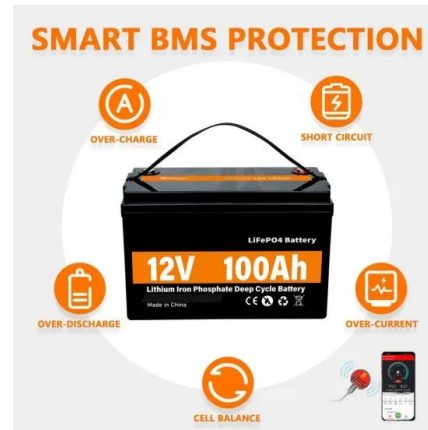 SMART BMS PROTECTION
A
OVER-CHARGE
SHORT CIRCUIT
LiFePO4 Battery
12V 100Ah
Lithium Iron Phosphate Deep Cycle Battery
Made in China
CE
OVER-DISCHARGE
OVER-CURRENT
CELL BALANCE